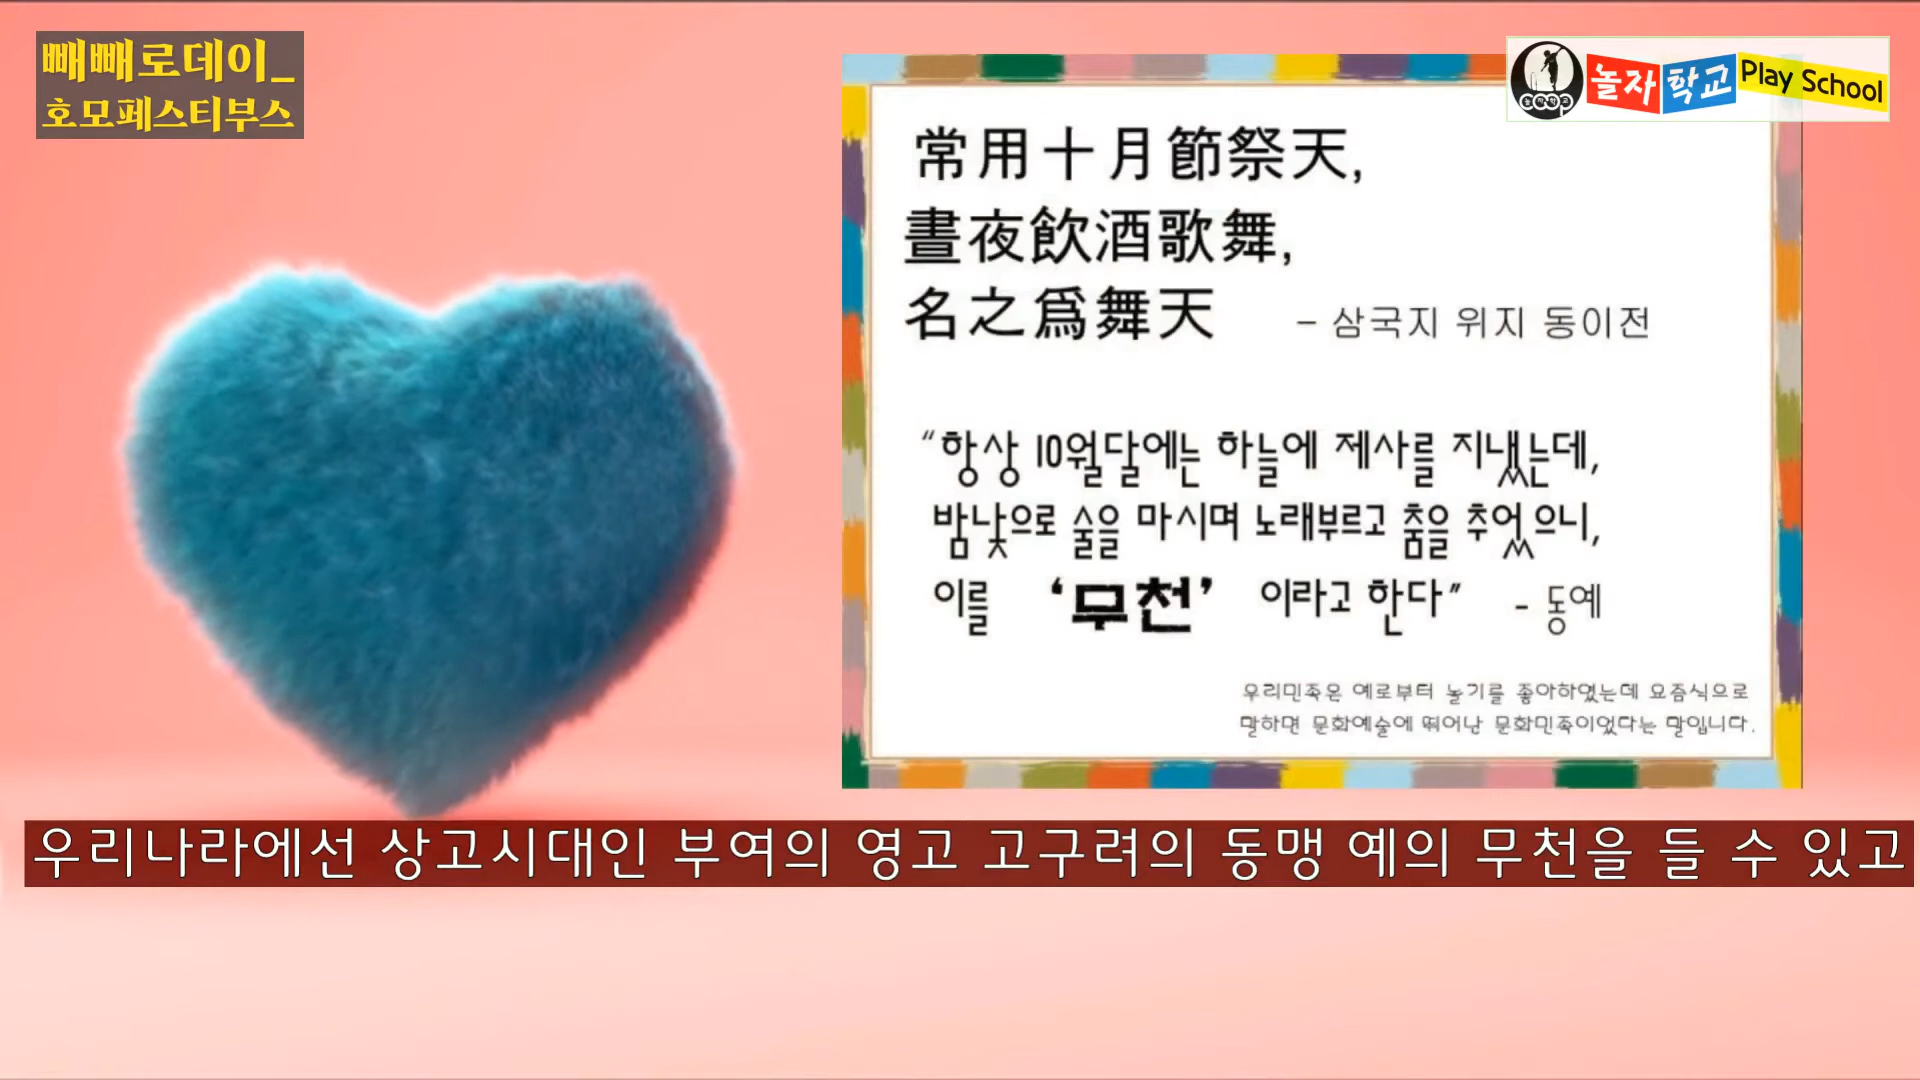 빼빼로데이_
호모페스티부스
놀자학교 Play School
常用十月節祭天,
晝夜飮酒歌舞,
名之爲舞天 - 삼국지 위지 동이전
“항상 10월달에는 하늘에 제사를 지냈는데,
밤낮으로 술을 마시며 노래부르고 춤을 추었으니,
이를 ‘무천’ 이라고 한다” - 동예
우리민족은 예로부터 놀기를 좋아하였는데 요즘식으로
말하면 문화예술에 뛰어난 문화민족이었다는 말입니다.
우리나라에선 상고시대인 부여의 영고 고구려의 동맹 예의 무천을 들 수 있고